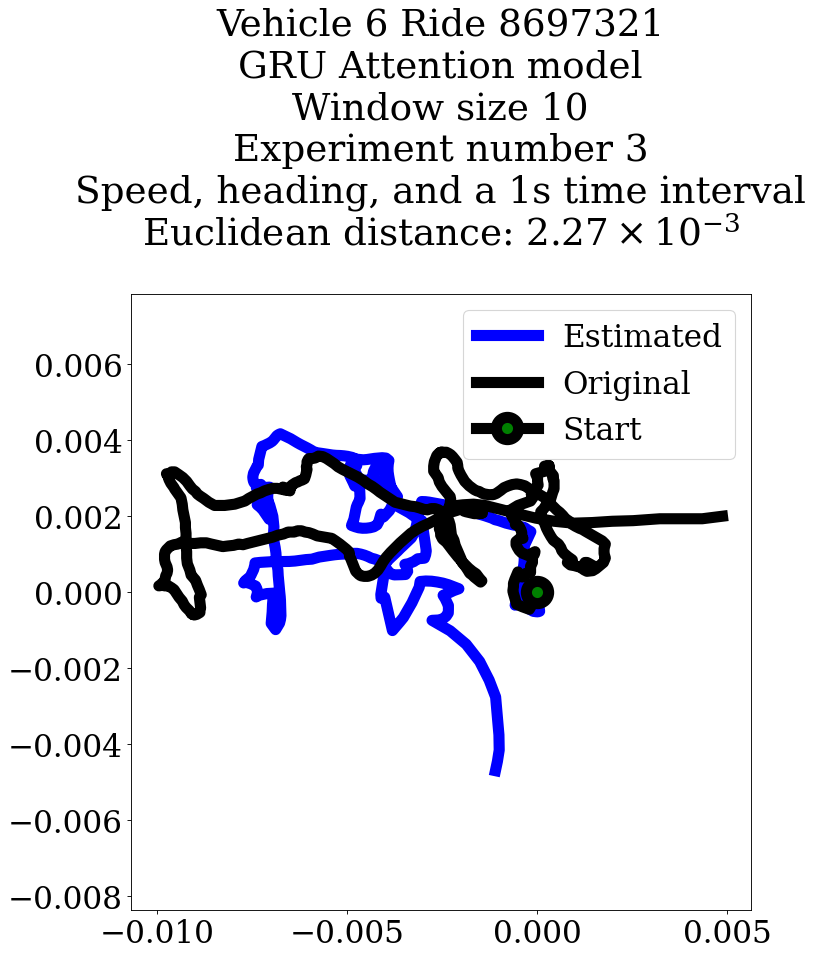 Vehicle 6 Ride 8697321
GRU Attention model
Window size 10
Experiment number 3
Speed, heading, and a 1s time interval
Euclidean distance: 2.27 × 10⁻³
Estimated
Original
Start
0.006
0.004
0.002
0.000
−0.002
−0.004
−0.006
−0.008
−0.010 −0.005 0.000 0.005